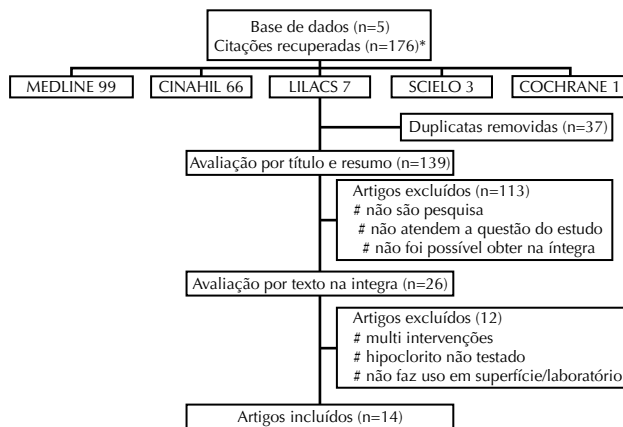 Base de dados (n=5)
Citações recuperadas (n=176)*
MEDLINE 99
CINAHIL 66
LILACS 7
SCIELO 3
COCHRANE 1
Duplicatas removidas (n=37)
Avaliação por título e resumo (n=139)
Artigos excluídos (n=113)
# não são pesquisa
# não atendem a questão do estudo
# não foi possível obter na íntegra
Avaliação por texto na integra (n=26)
Artigos excluídos (12)
# multi intervenções
# hipoclorito não testado
# não faz uso em superfície/laboratório
Artigos incluídos (n=14)